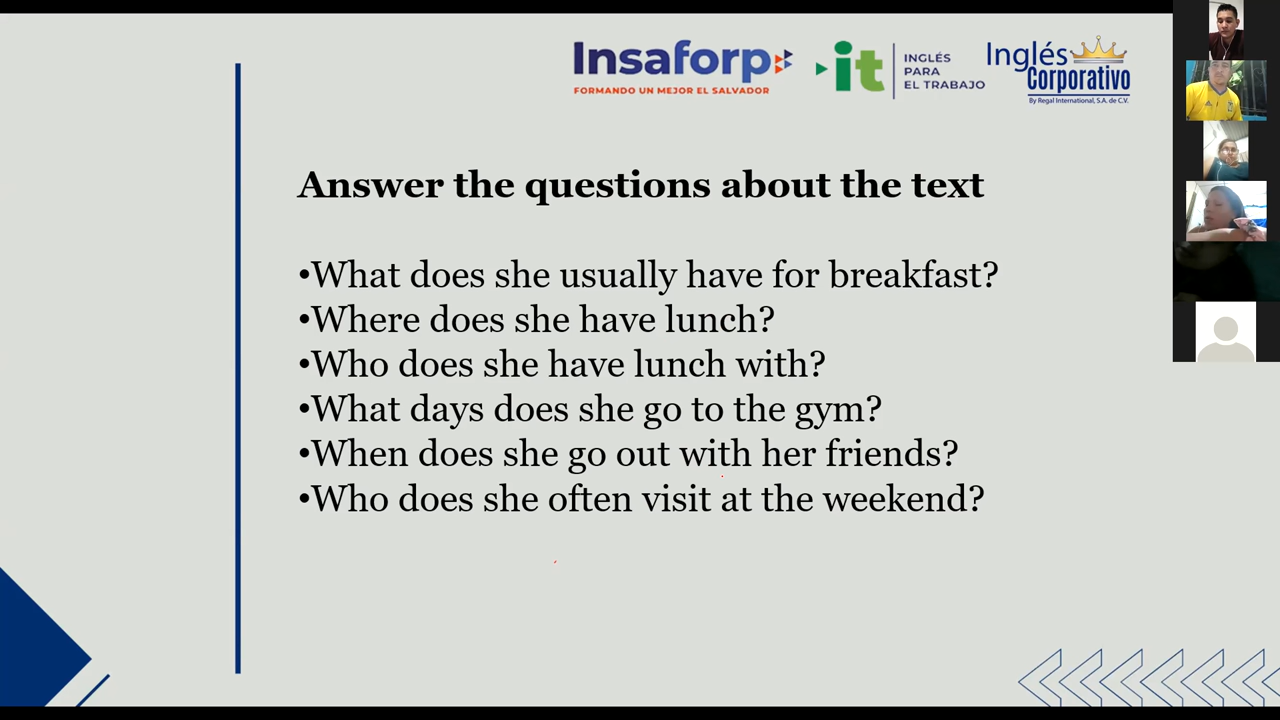 Insaforp
FORMANDO UN MEJOR EL SALVADOR
it
INGLÉS
PARA
EL TRABAJO
Inglés
Corporativo
By Regal International, S.A. de C.V.
Answer the questions about the text
•What does she usually have for breakfast?
•Where does she have lunch?
•Who does she have lunch with?
•What days does she go to the gym?
•When does she go out with her friends?
•Who does she often visit at the weekend?